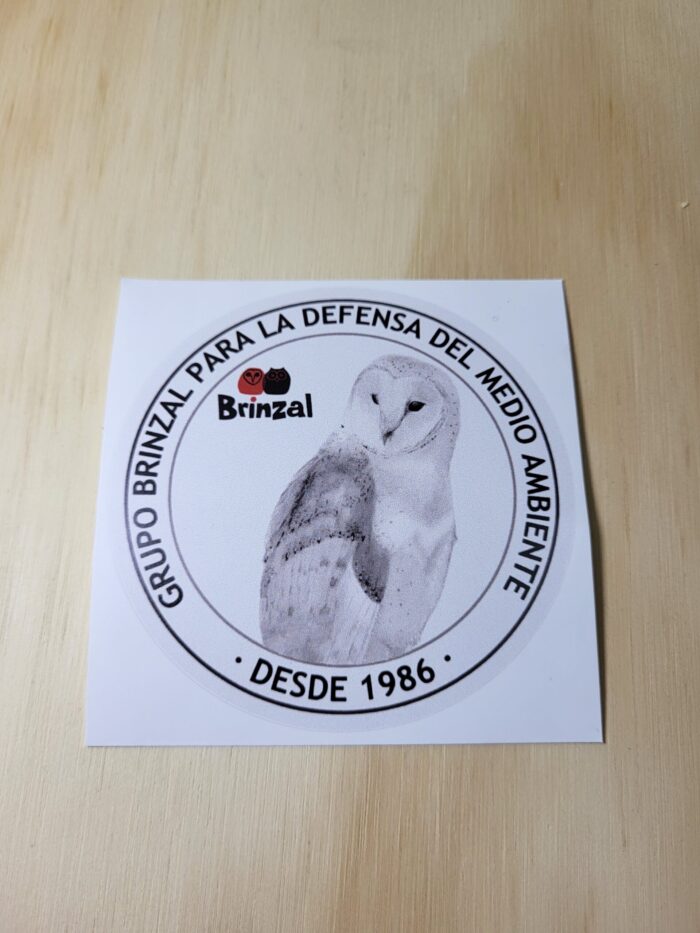 GRUPO BRINZAL PARA LA DEFENSA DEL MEDIO AMBIENTE
Brinzal
· DESDE 1986 ·